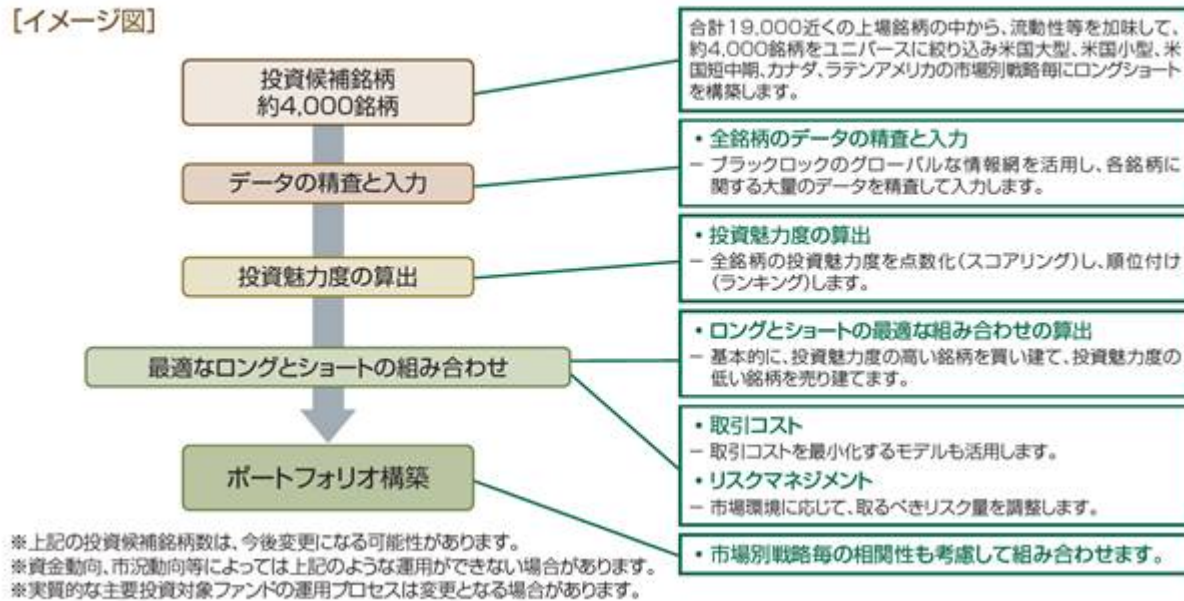 [イメージ図]
投資候補銘柄
約4,000銘柄
データの精査と入力
投資魅力度の算出
最適なロングとショートの組み合わせ
ポートフォリオ構築
合計19,000近くの上場銘柄の中から、流動性等を加味して、
約4,000銘柄をユニバースに絞り込み米国大型、米国小型、米
国短中期、カナダ、ラテンアメリカの市場別戦略毎にロングショート
を構築します。
・全銘柄のデータの精査と入力
− ブラックロックのグローバルな情報網を活用し、各銘柄に
関する大量のデータを精査して入力します。
・投資魅力度の算出
− 全銘柄の投資魅力度を点数化(スコアリング)し、順位付け
(ランキング)します。
・ロングとショートの最適な組み合わせの算出
− 基本的に、投資魅力度の高い銘柄を買い建て、投資魅力度の
低い銘柄を売り建てます。
・取引コスト
− 取引コストを最小化するモデルも活用します。
・リスクマネジメント
− 市場環境に応じて、取るべきリスク量を調整します。
・市場別戦略毎の相関性も考慮して組み合わせます。
※上記の投資候補銘柄数は、今後変更になる可能性があります。
※資金動向、市況動向等によっては上記のような運用ができない場合があります。
※実質的な主要投資対象ファンドの運用プロセスは変更となる場合があります。